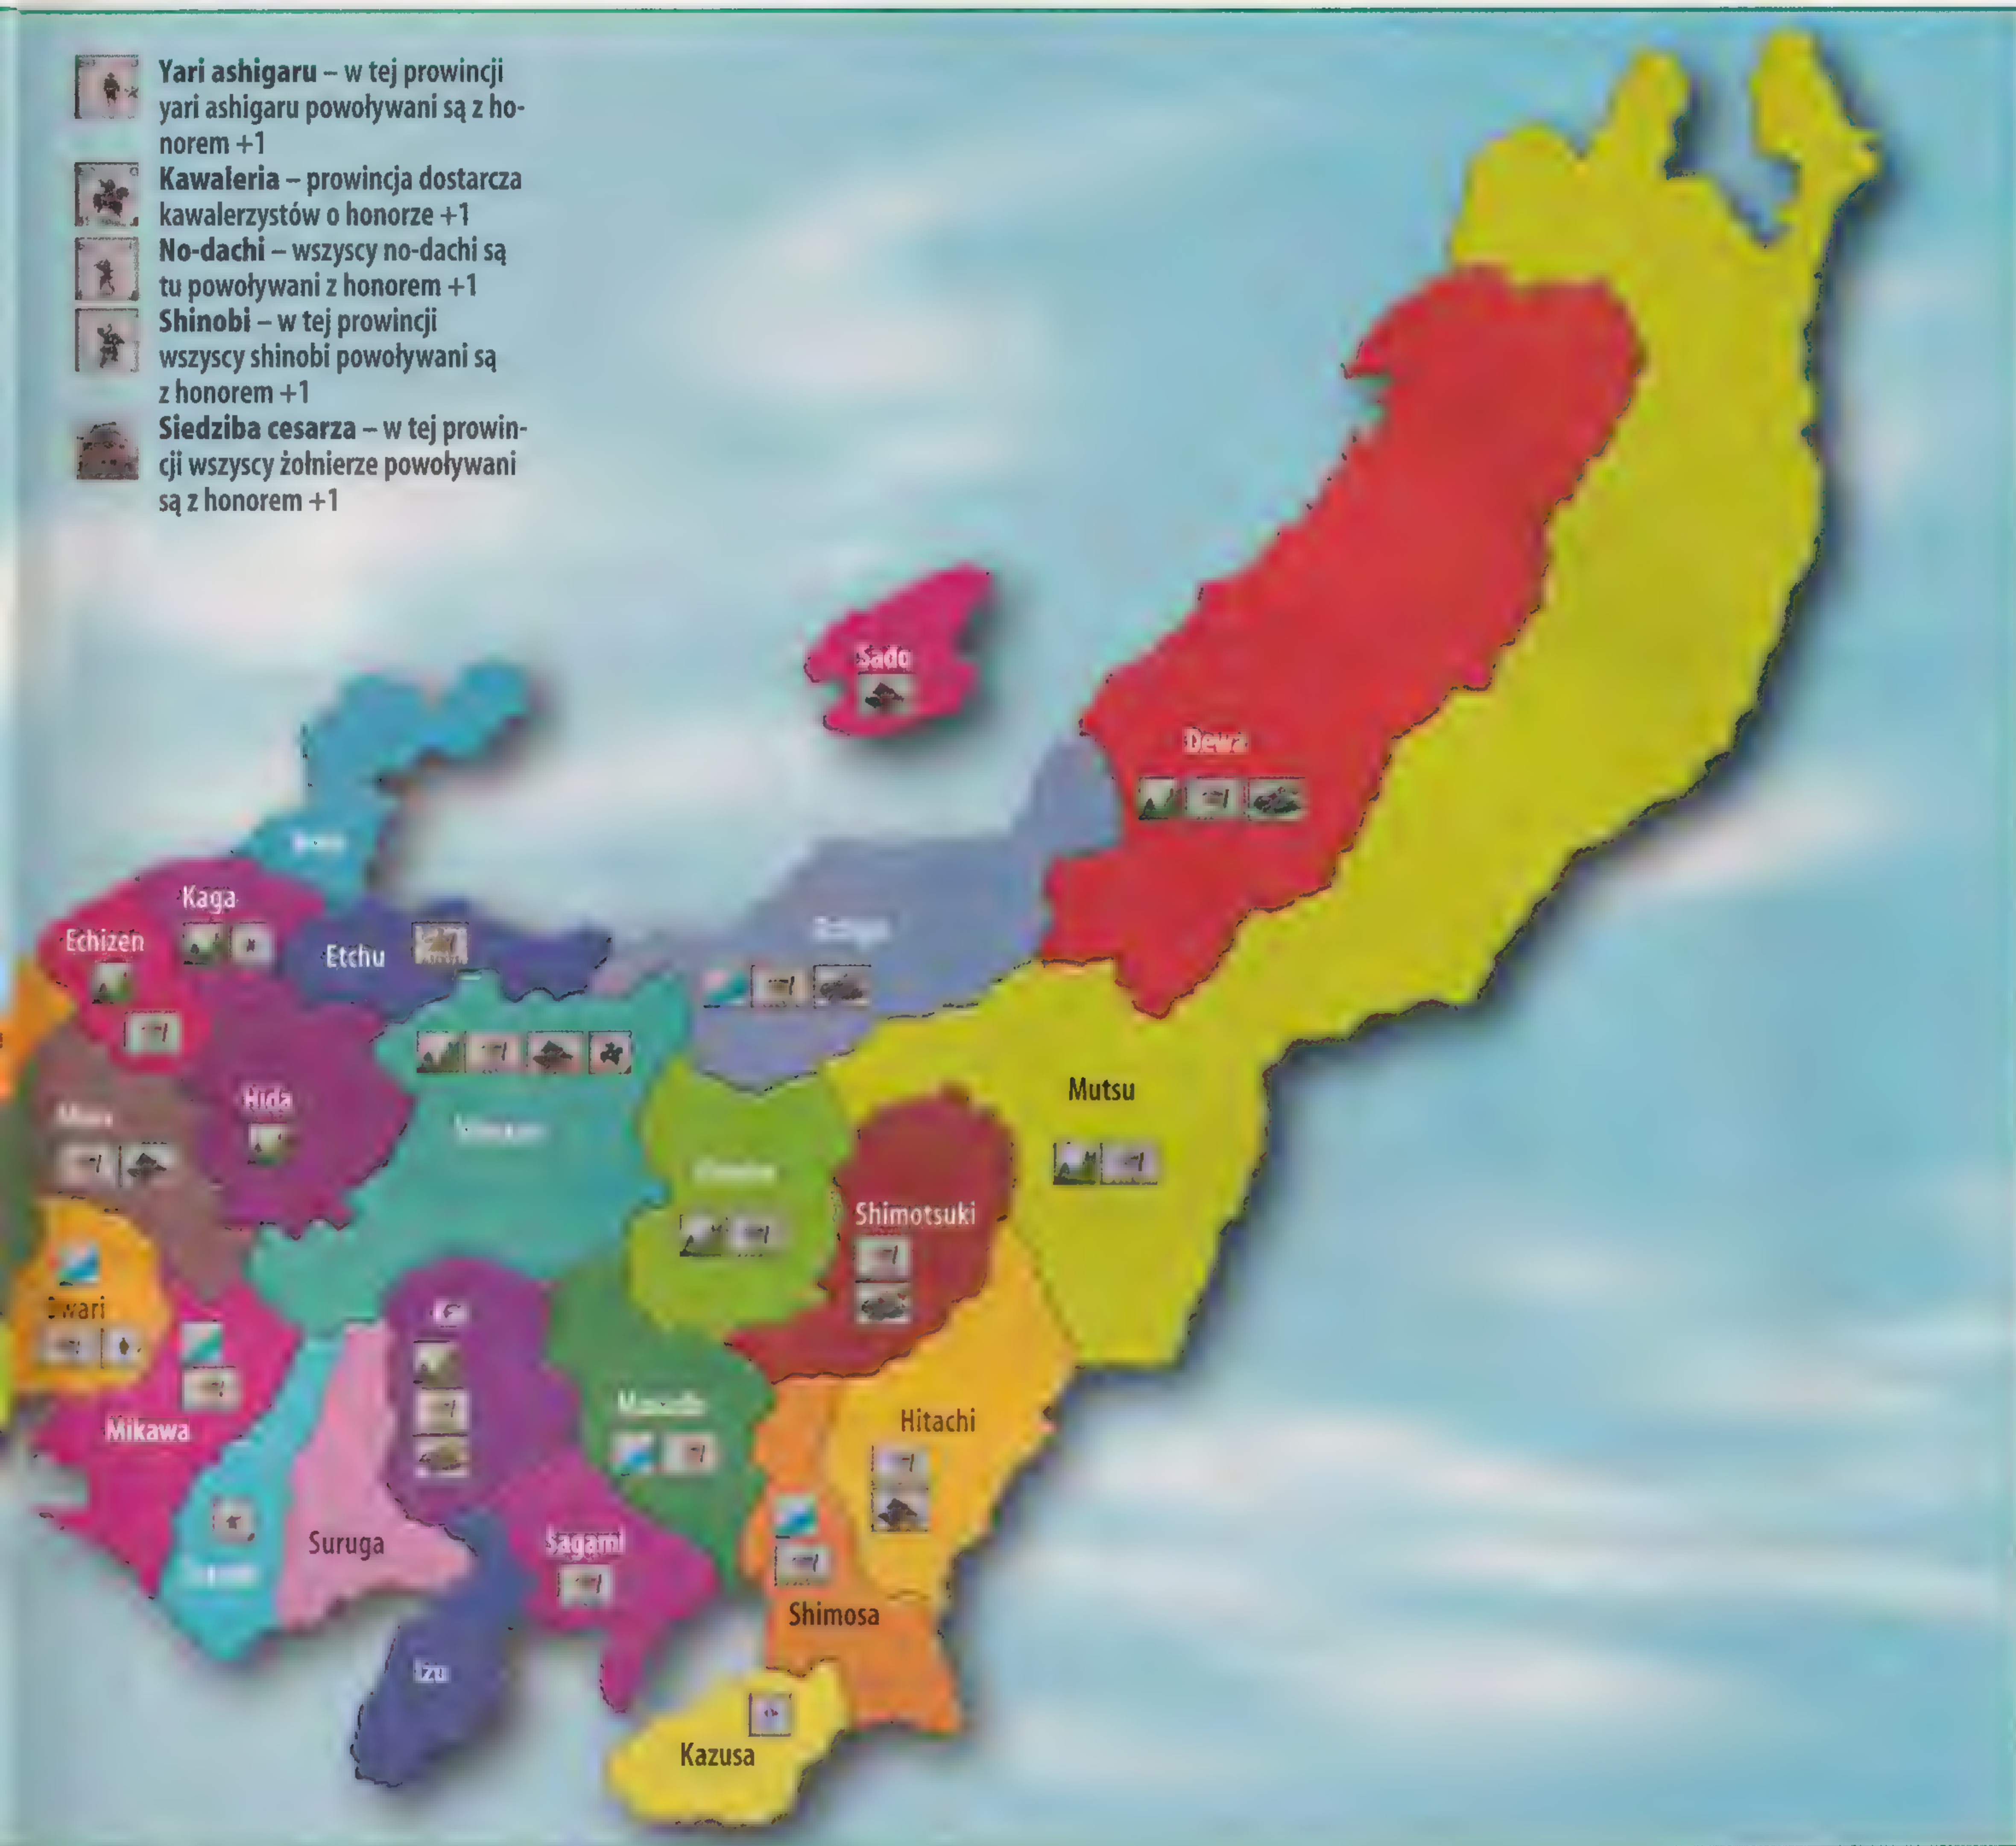 Yari ashigaru – w tej prowincji
yari ashigaru powoływani są z ho-
norem +1
Kawaleria – prowincja dostarcza
kawalerzystów o honorze +1
No-dachi – wszyscy no-dachi są
tu powoływani z honorem +1
Shinobi – w tej prowincji
wszyscy shinobi powoływani są
z honorem +1
Siedziba cesarza – w tej prowin-
cji wszyscy żołnierze powoływani
są z honorem +1
Sado
Dewa
Kaga
Echizen
Etchu
Mutsu
Hida
Shimotsuki
Hitachi
Mikawa
Suruga
Sagami
Shimosa
Izu
Kazusa